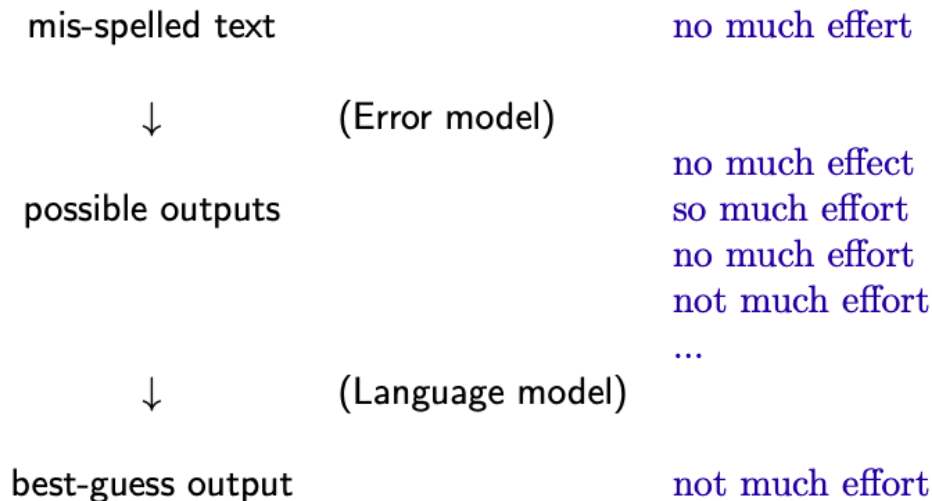 mis-spelled text no much effert
↓ (Error model)
no much effect
possible outputs so much effort
no much effort
not much effort
...
↓ (Language model)
best-guess output not much effort